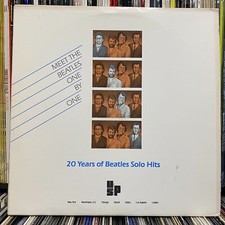 MEET THE
BEATLES
ONE
BY
ONE
20 Years of Beatles Solo Hits